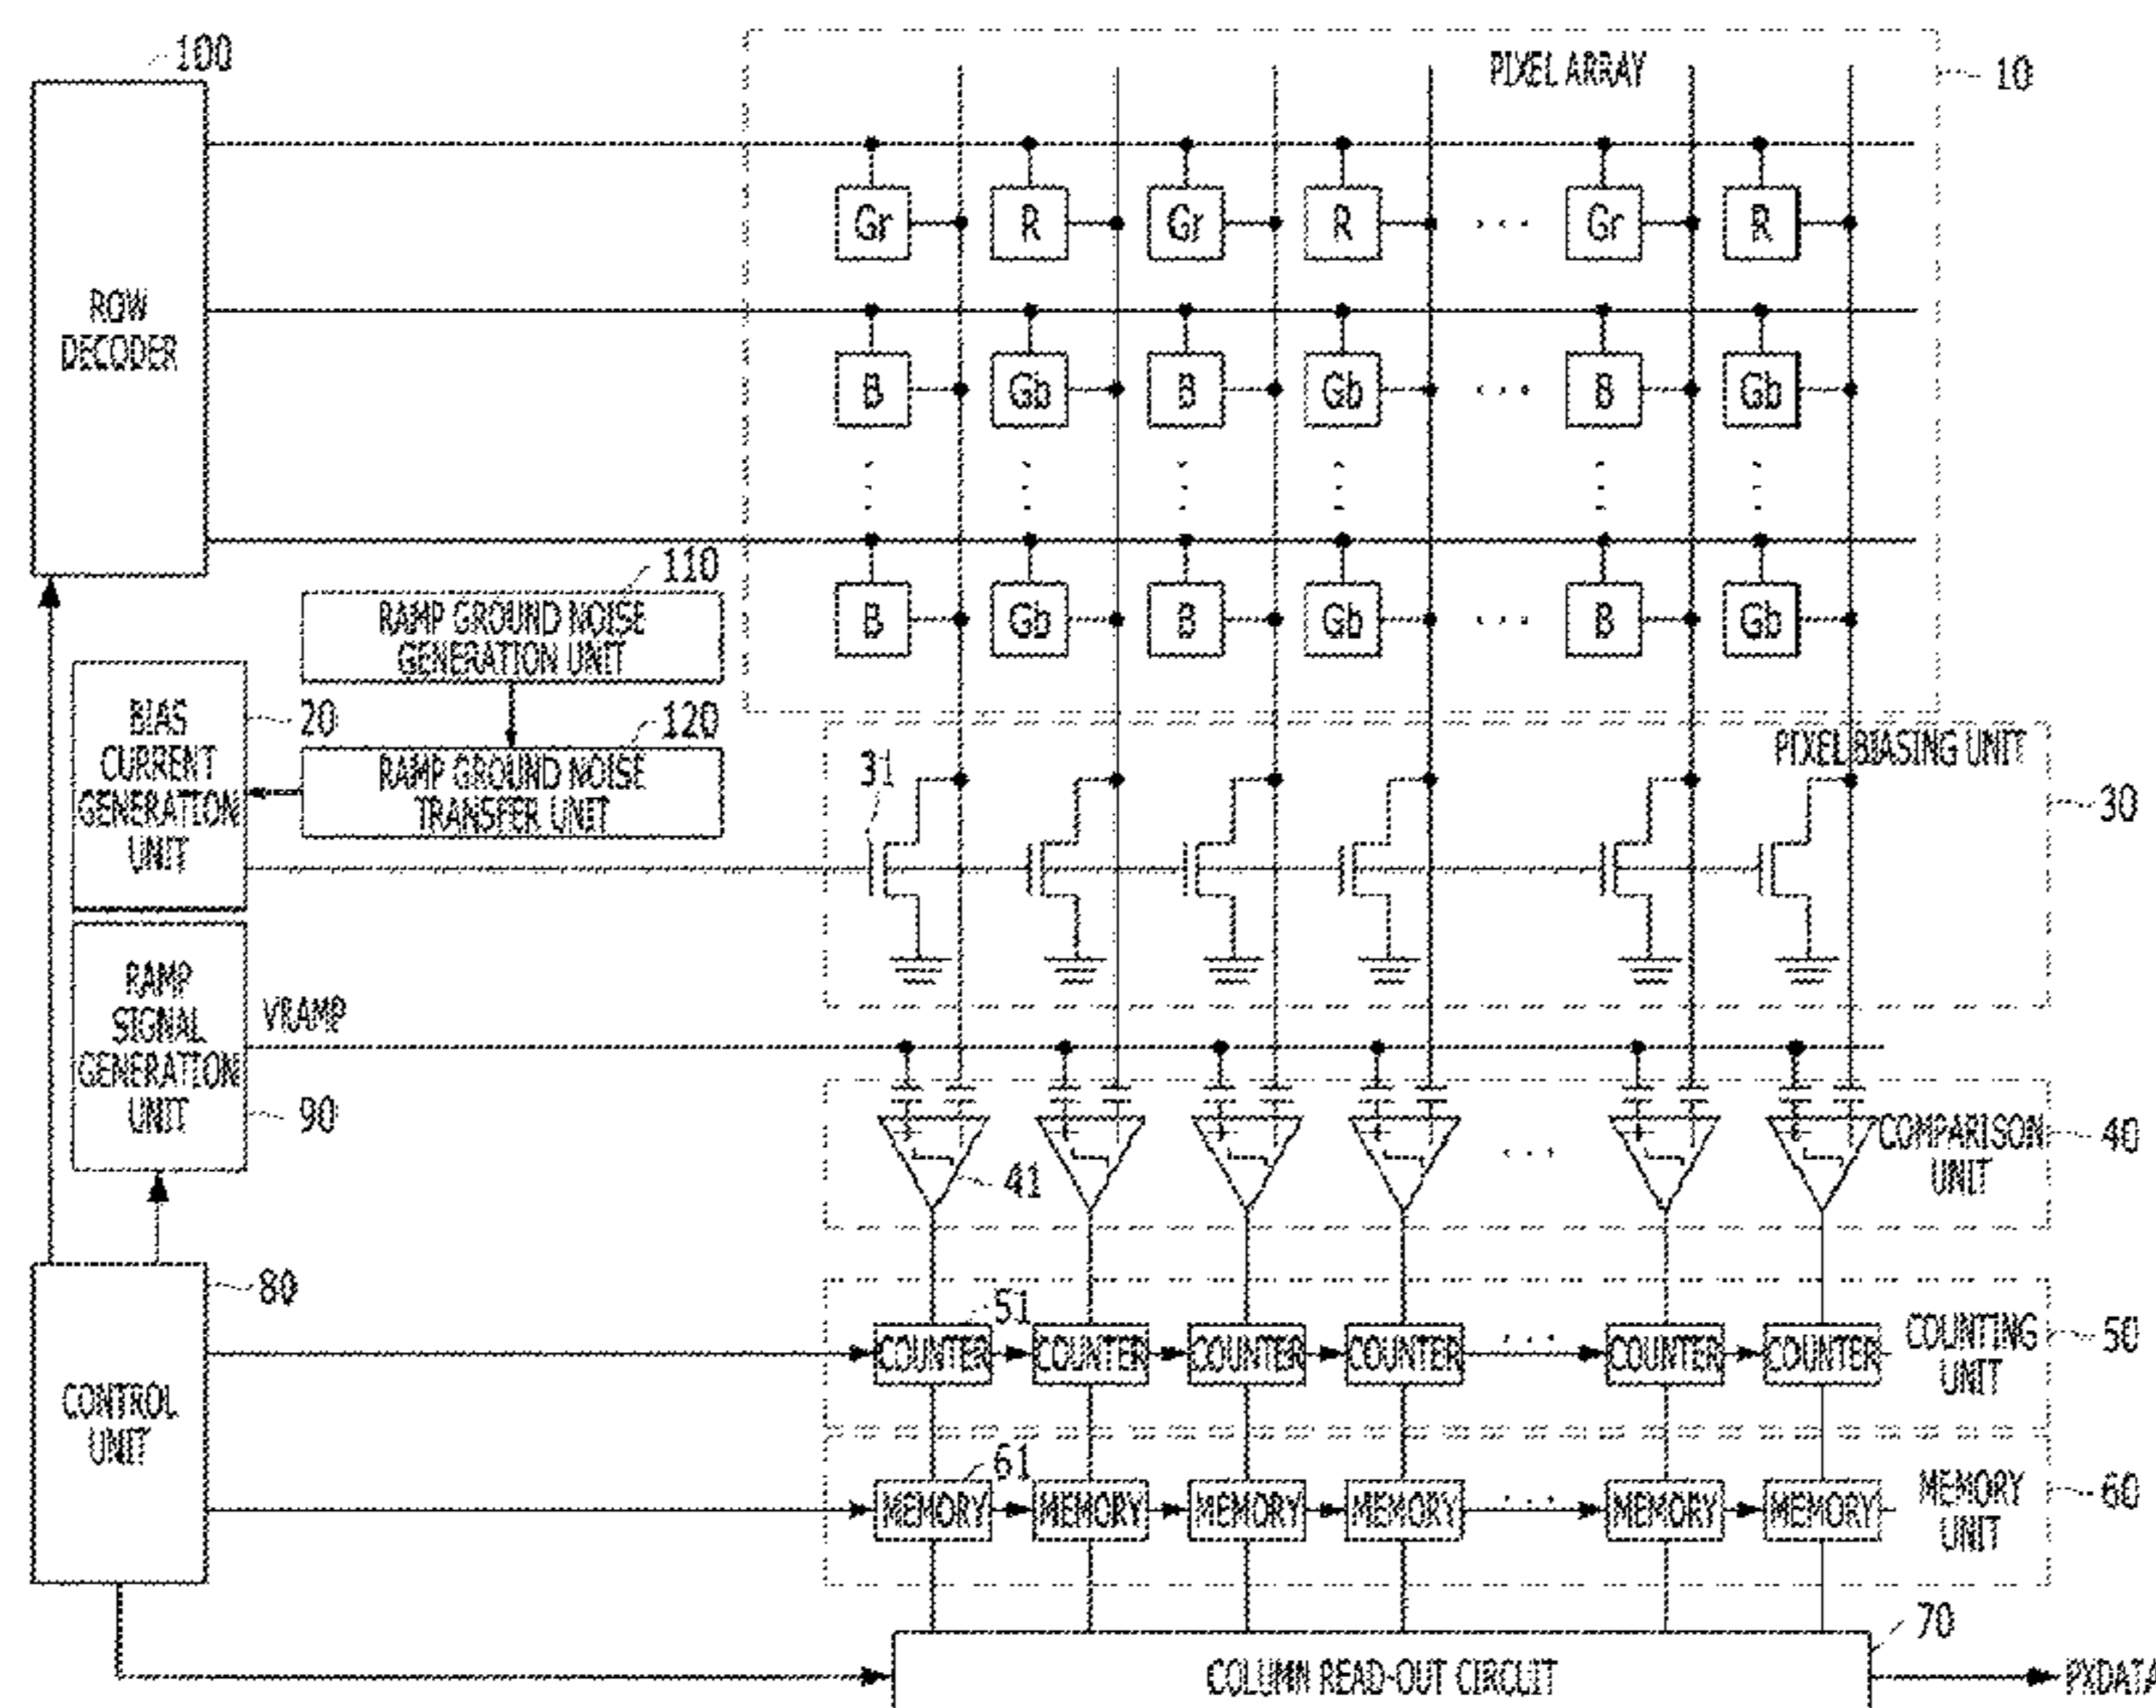 100
PIXEL ARRAY
10
ROW
DECODER
Gr R Gr R ... Gr R
B Gb B Gb ... B Gb
B Gb B Gb ... B Gb
110
RAMP GROUND NOISE
GENERATION UNIT
120
RAMP GROUND NOISE
TRANSFER UNIT
BIAS
CURRENT
GENERATION
UNIT
20
PIXEL BIASING UNIT
31
30
RAMP
SIGNAL
GENERATION
UNIT
VRAMP
90
COMPARISON
UNIT
40
41
80
CONTROL
UNIT
51
COUNTER COUNTER COUNTER COUNTER ... COUNTER COUNTER
COUNTING
UNIT
50
61
MEMORY MEMORY MEMORY MEMORY ... MEMORY MEMORY
MEMORY
UNIT
60
70
COLUMN READ-OUT CIRCUIT
PXDATA